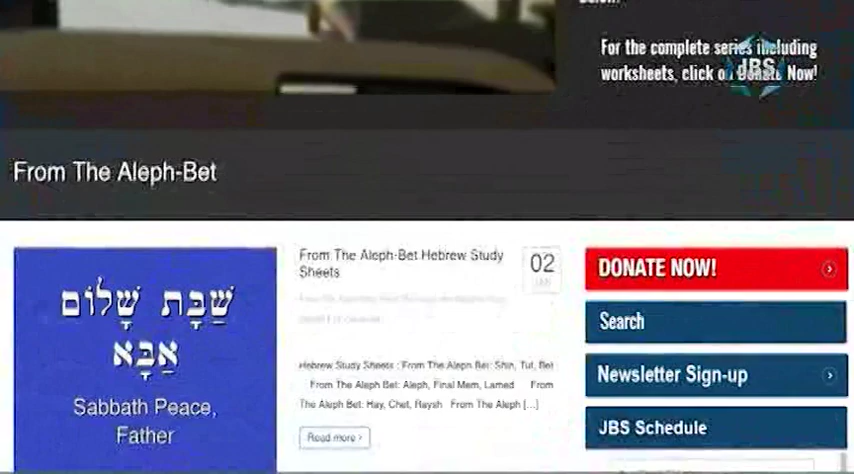 For the complete series including
worksheets, click on Donate Now!
JBS
From The Aleph-Bet
שַׁבָּת שָׁלוֹם
אַבָּא
Sabbath Peace,
Father
From The Aleph-Bet Hebrew Study
Sheets
02
JAN
Hebrew Study Sheets : From The Aleph Bet: Shin, Tuf, Bet
From The Aleph Bet: Aleph, Final Mem, Lamed From
The Aleph Bet: Hay, Chet, Raysh From The Aleph [...]
Read more ›
DONATE NOW!
Search
Newsletter Sign-up
JBS Schedule